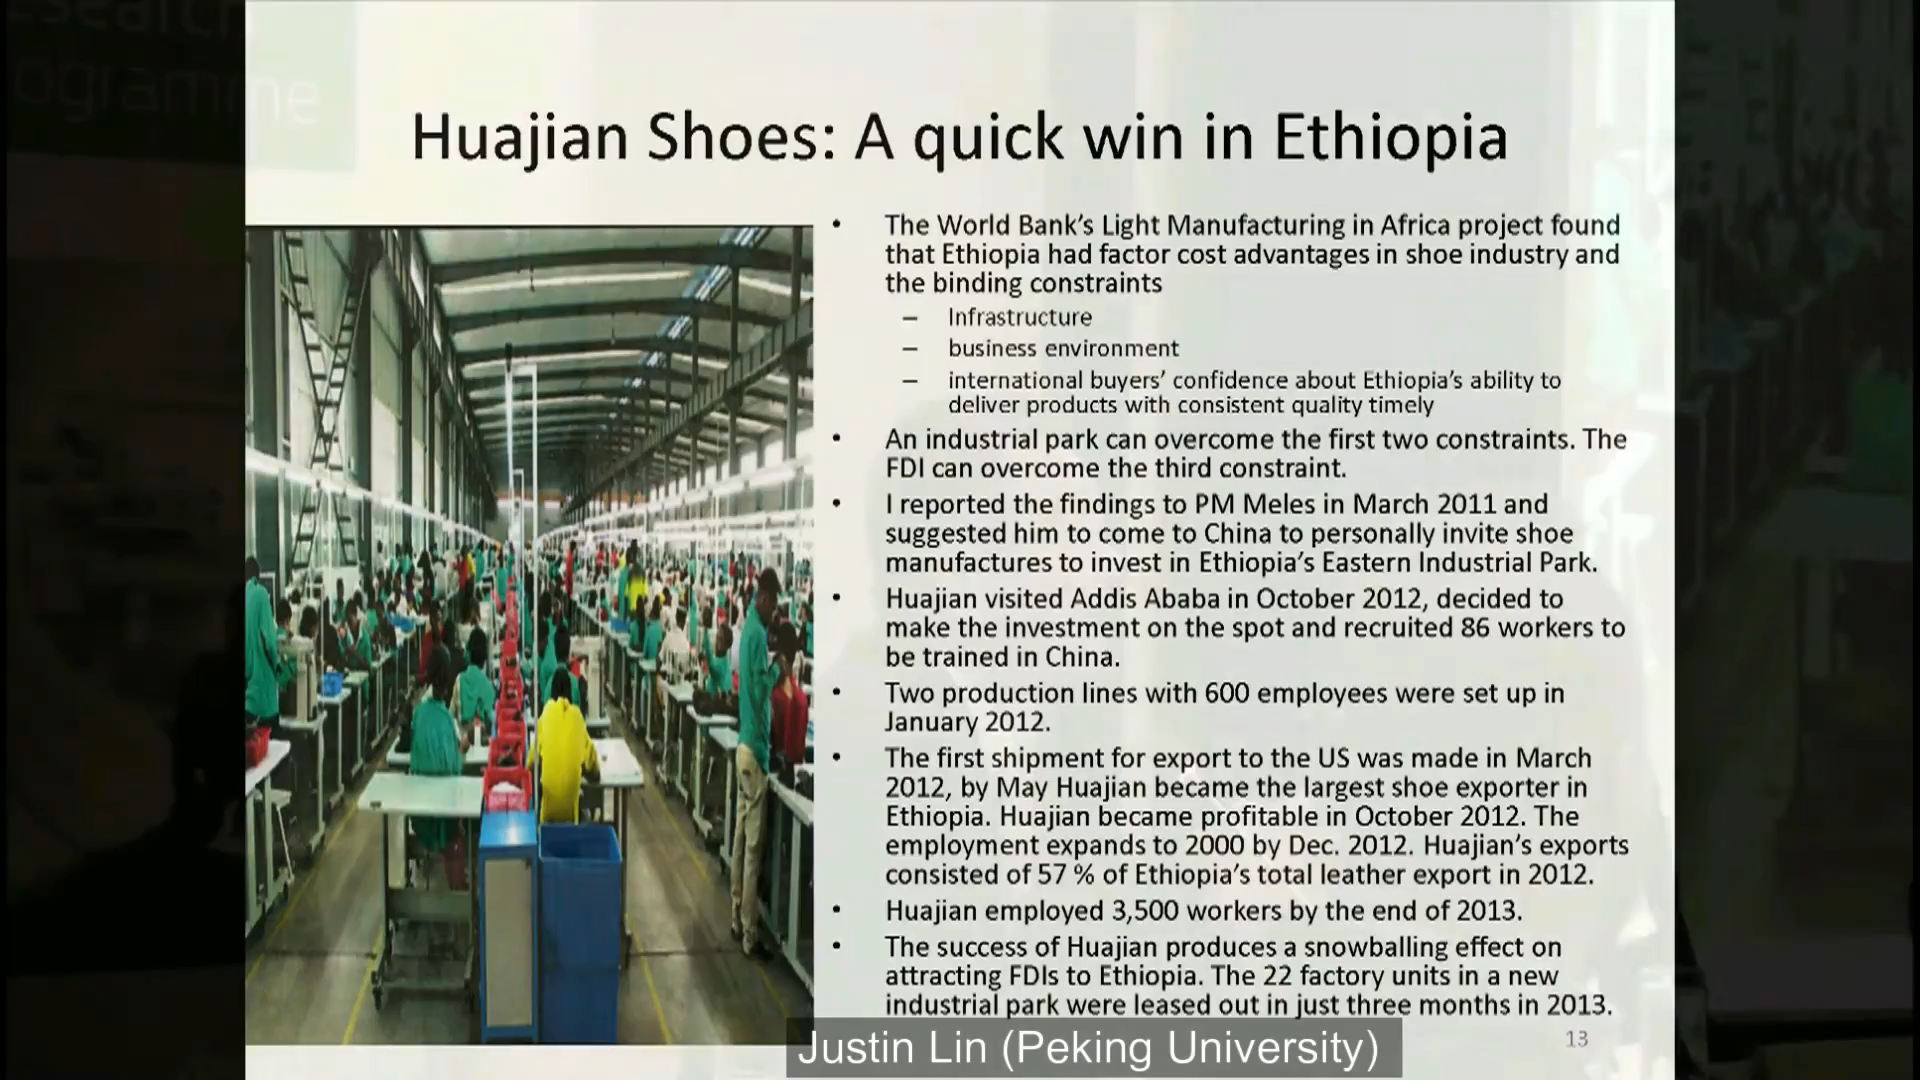 esearch
ogramme
Huajian Shoes: A quick win in Ethiopia
• The World Bank's Light Manufacturing in Africa project found
that Ethiopia had factor cost advantages in shoe industry and
the binding constraints
– Infrastructure
– business environment
– international buyers' confidence about Ethiopia's ability to
deliver products with consistent quality timely
• An industrial park can overcome the first two constraints. The
FDI can overcome the third constraint.
• I reported the findings to PM Meles in March 2011 and
suggested him to come to China to personally invite shoe
manufactures to invest in Ethiopia's Eastern Industrial Park.
• Huajian visited Addis Ababa in October 2012, decided to
make the investment on the spot and recruited 86 workers to
be trained in China.
• Two production lines with 600 employees were set up in
January 2012.
• The first shipment for export to the US was made in March
2012, by May Huajian became the largest shoe exporter in
Ethiopia. Huajian became profitable in October 2012. The
employment expands to 2000 by Dec. 2012. Huajian's exports
consisted of 57 % of Ethiopia's total leather export in 2012.
• Huajian employed 3,500 workers by the end of 2013.
• The success of Huajian produces a snowballing effect on
attracting FDIs to Ethiopia. The 22 factory units in a new
industrial park were leased out in just three months in 2013.
13
Justin Lin (Peking University)